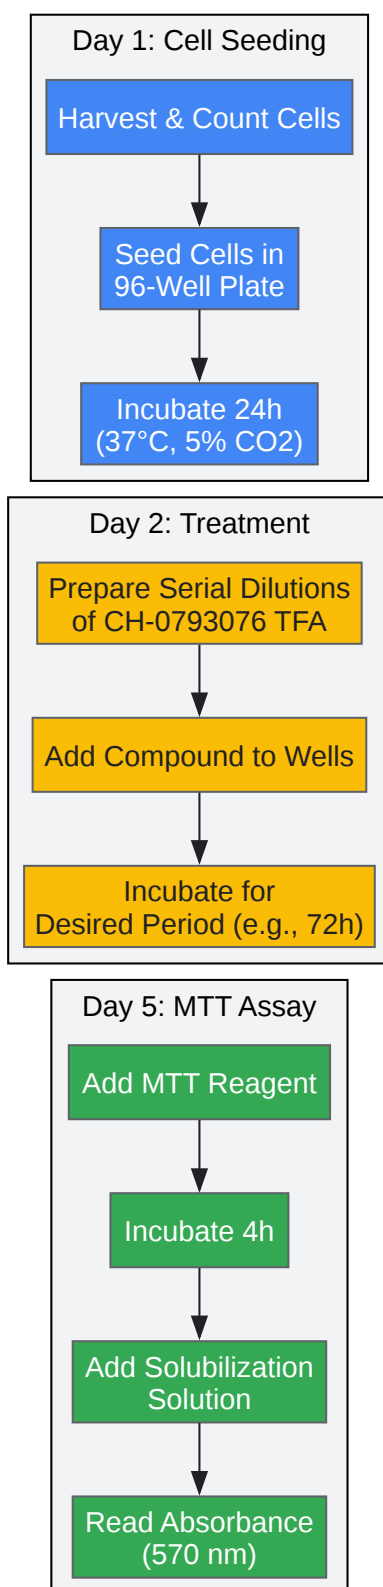 Day 1: Cell Seeding
Harvest & Count Cells
Seed Cells in
96-Well Plate
Incubate 24h
(37°C, 5% CO2)
Day 2: Treatment
Prepare Serial Dilutions
of CH-0793076 TFA
Add Compound to Wells
Incubate for
Desired Period (e.g., 72h)
Day 5: MTT Assay
Add MTT Reagent
Incubate 4h
Add Solubilization
Solution
Read Absorbance
(570 nm)